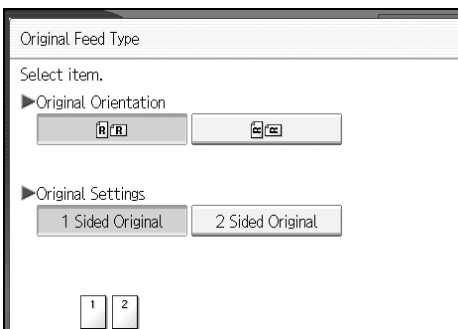 Original Feed Type
Select item.
▶Original Orientation
R R R R
▶Original Settings
1 Sided Original 2 Sided Original
1 2